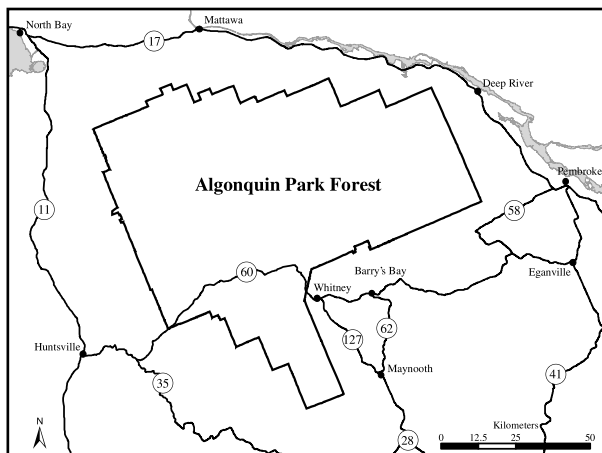 North Bay
Mattawa
17
Deep River
Algonquin Park Forest
Pembroke
11
58
60
Eganville
Barry's Bay
Whitney
62
127
Huntsville
Maynooth
35
41
N
Kilometers
28
0 12.5 25 50